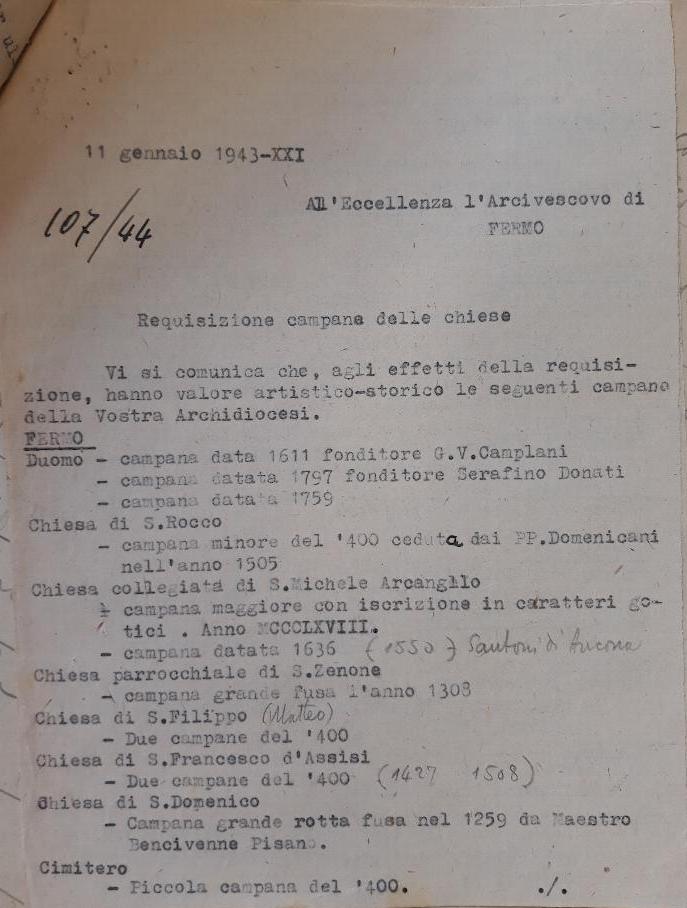 11 gennaio 1943-XXI
107/44
All'Eccellenza l'Arcivescovo di
FERMO
Requisizione campane delle chiese
Vi si comunica che, agli effetti della requisi-
zione, hanno valore artistico-storico le seguenti campane
della Vostra Archidiocesi.
FERMO
Duomo - campana data 1611 fonditore G.V.Camplani
- campana datata 1797 fonditore Serafino Donati
- campana datata 1759
Chiesa di S.Rocco
- campana minore del '400 ceduta dai PP.Domenicani
nell'anno 1505
Chiesa collegiata di S.Michele Arcangllo
- campana maggiore con iscrizione in caratteri go-
tici . Anno MCCCLXVIII.
- campana datata 1636 (1550) Santoni d'Ancona
Chiesa parrocchiale di S.Zenone
- campana grande fusa l'anno 1308
Chiesa di S.Filippo (Matteo)
- Due campane del '400
Chiesa di S.Francesco d'Assisi
- Due campane del '400 (1427 1508)
Chiesa di S.Domenico
- Campana grande rotta fusa nel 1259 da Maestro
Bencivenne Pisano.
Cimitero
- Piccola campana del '400. ./.